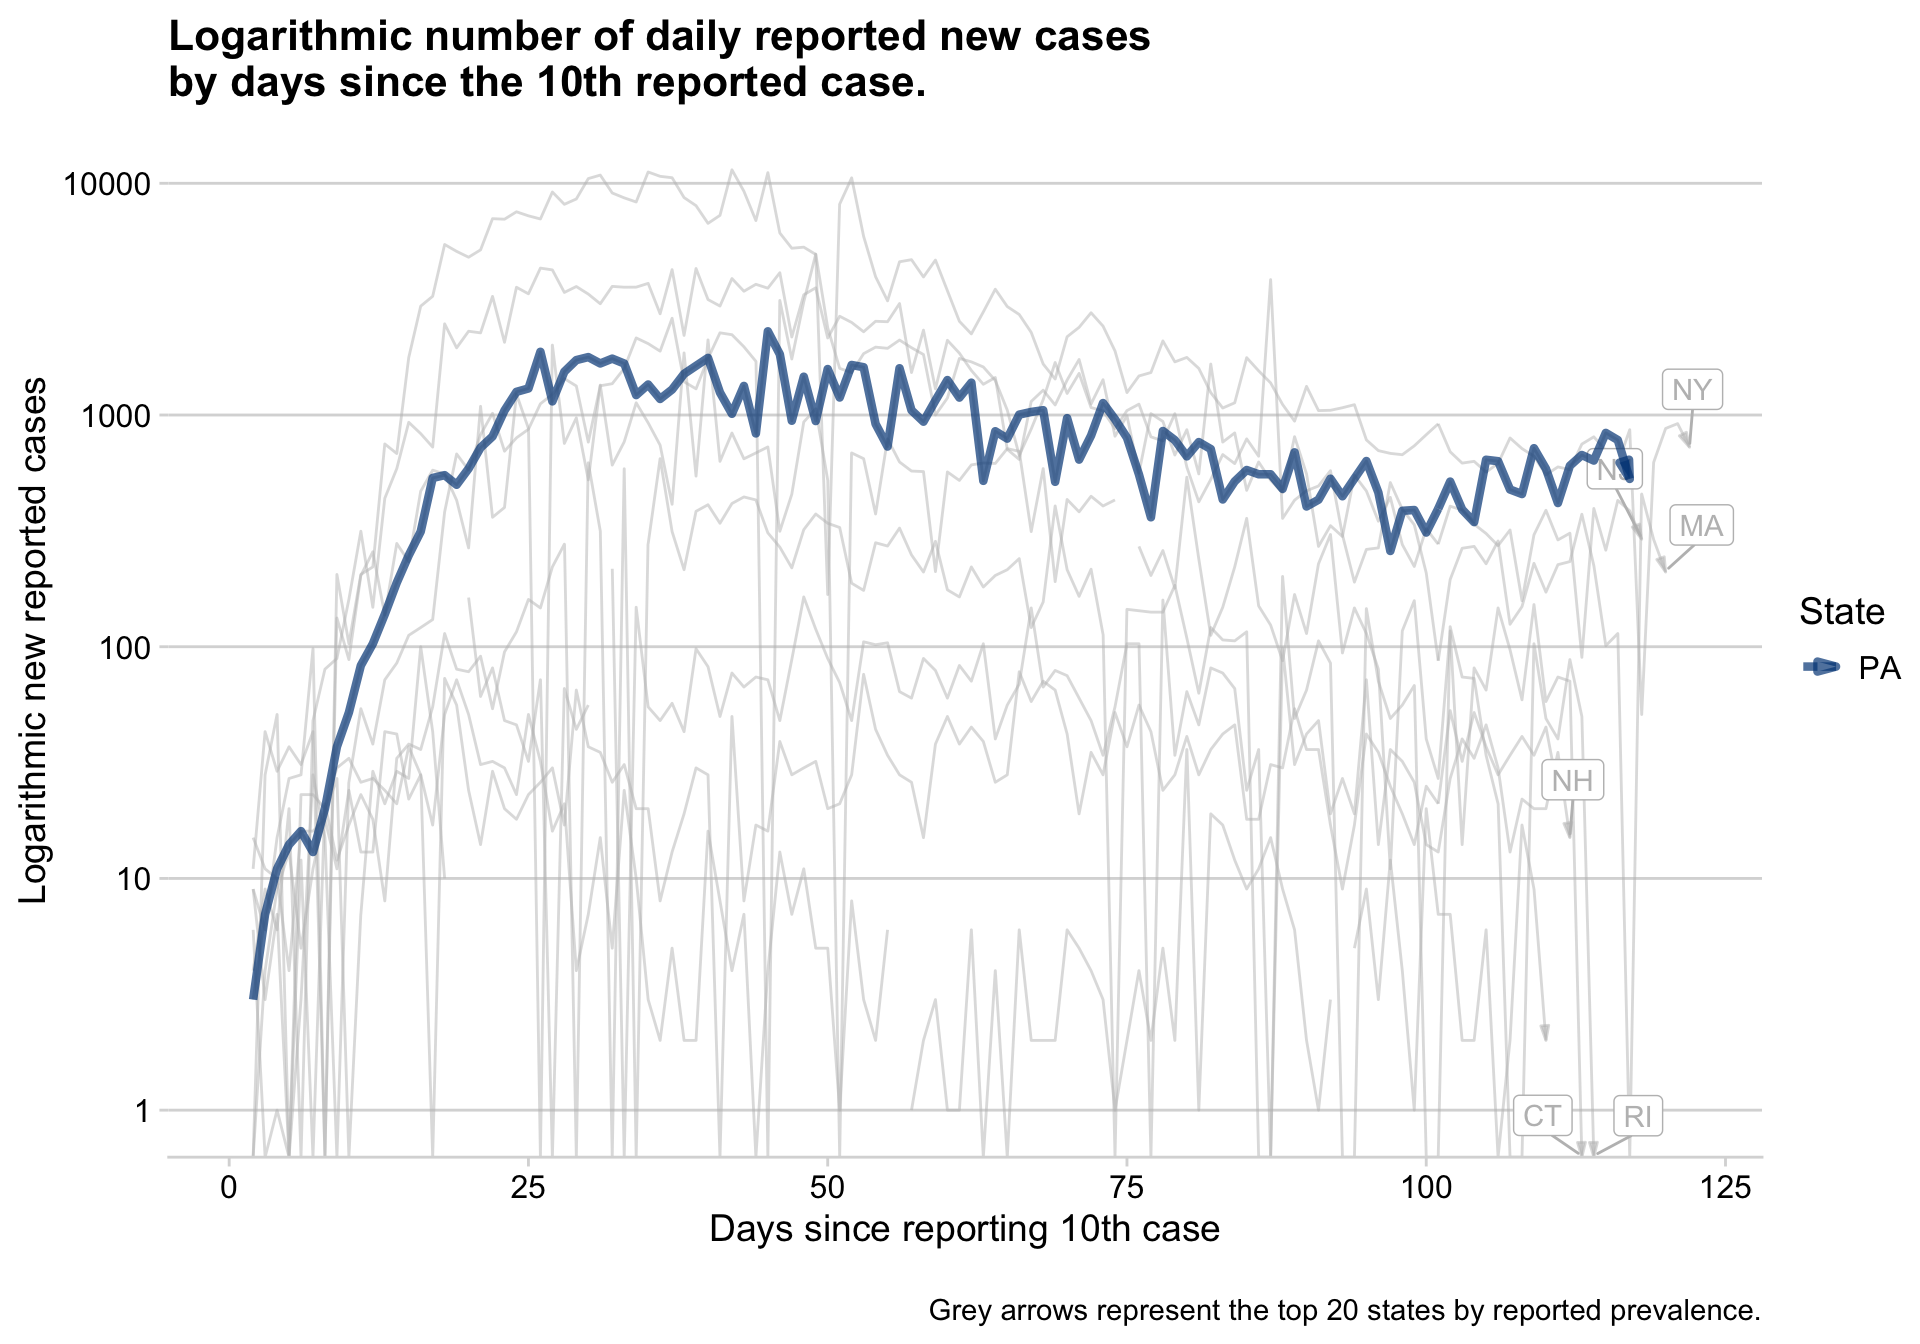 Logarithmic number of daily reported new cases
by days since the 10th reported case.
Logarithmic new reported cases
10000
1000
100
10
1
NY
MA
NH
CT
RI
State
PA
0
25
50
75
100
125
Days since reporting 10th case
Grey arrows represent the top 20 states by reported prevalence.